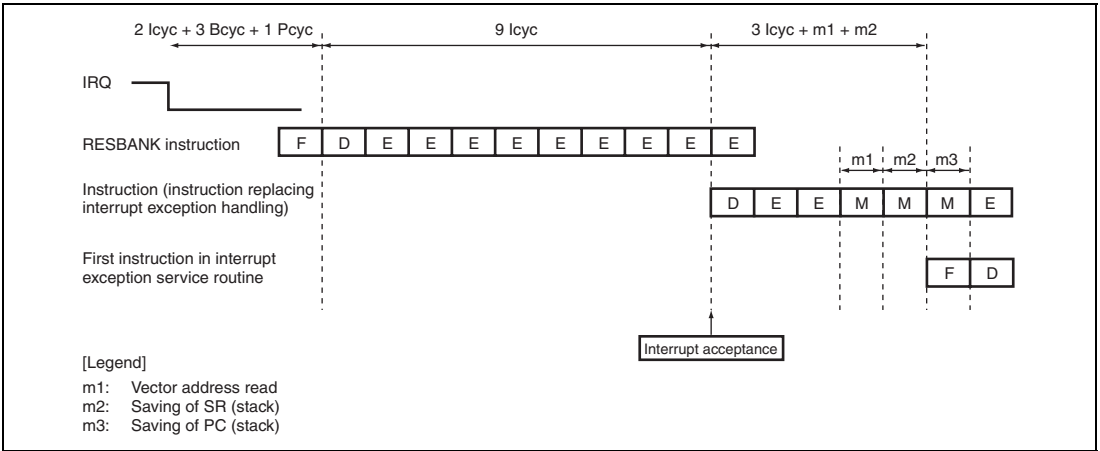 2 Icyc + 3 Bcyc + 1 Pcyc 9 Icyc 3 Icyc + m1 + m2
IRQ
RESBANK instruction F D E E E E E E E E E
m1 m2 m3
Instruction (instruction replacing
interrupt exception handling)
D E E M M M E
First instruction in interrupt
exception service routine
F D
Interrupt acceptance
[Legend]
m1: Vector address read
m2: Saving of SR (stack)
m3: Saving of PC (stack)